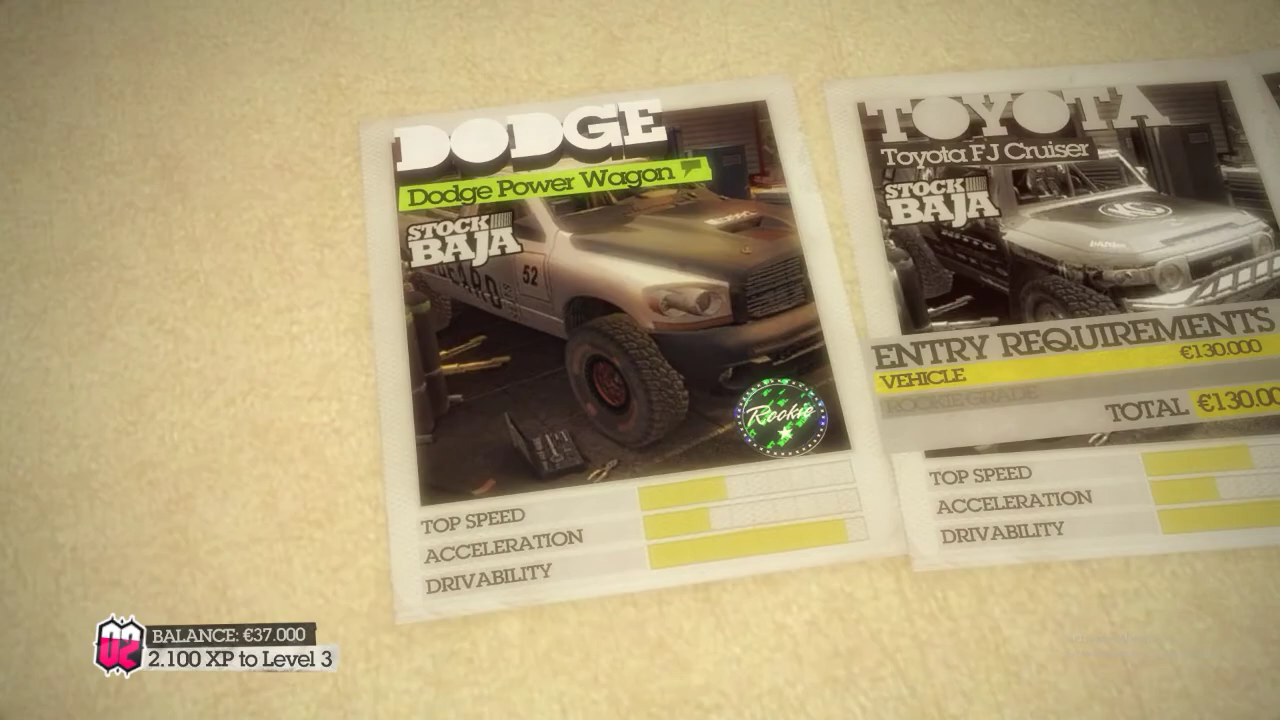 DODGE
Dodge Power Wagon
STOCK
BAJA
52
Rookie
TOP SPEED
ACCELERATION
DRIVABILITY
TOYOTA
Toyota FJ Cruiser
STOCK
BAJA
KC
ENTRY REQUIREMENTS
VEHICLE €130.000
ROOKIE GRADE
TOTAL €130.00
TOP SPEED
ACCELERATION
DRIVABILITY
02
BALANCE: €37.000
2.100 XP to Level 3